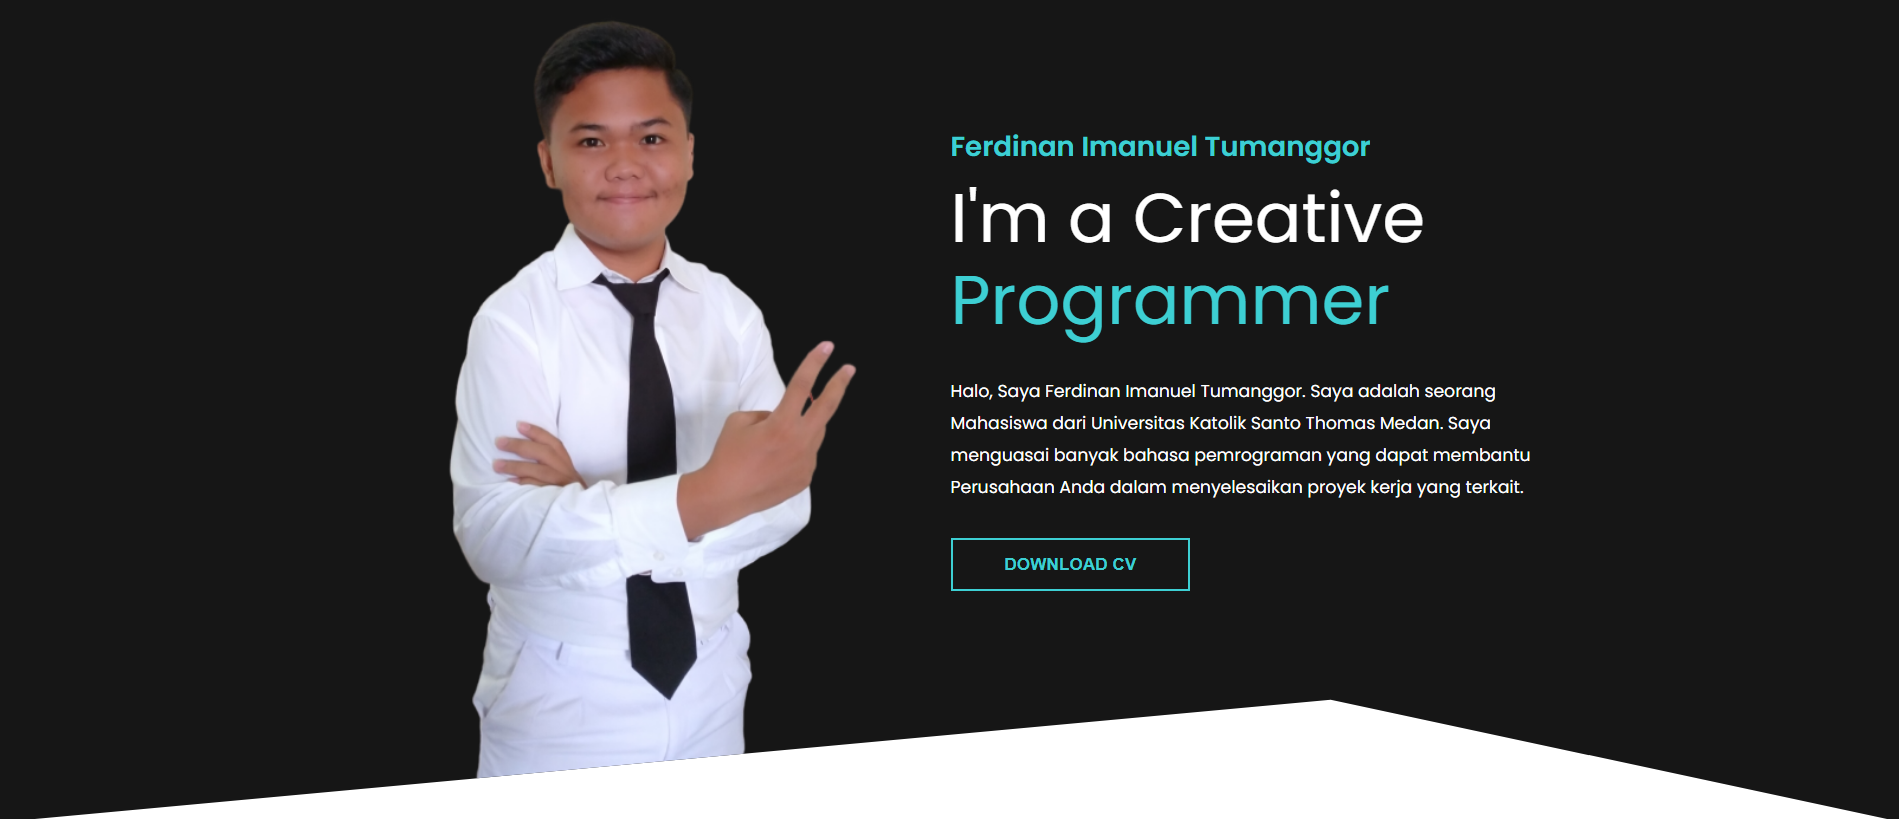 Ferdinan Imanuel Tumanggor
I'm a Creative
Programmer
Halo, Saya Ferdinan Imanuel Tumanggor. Saya adalah seorang
Mahasiswa dari Universitas Katolik Santo Thomas Medan. Saya
menguasai banyak bahasa pemrograman yang dapat membantu
Perusahaan Anda dalam menyelesaikan proyek kerja yang terkait.
DOWNLOAD CV